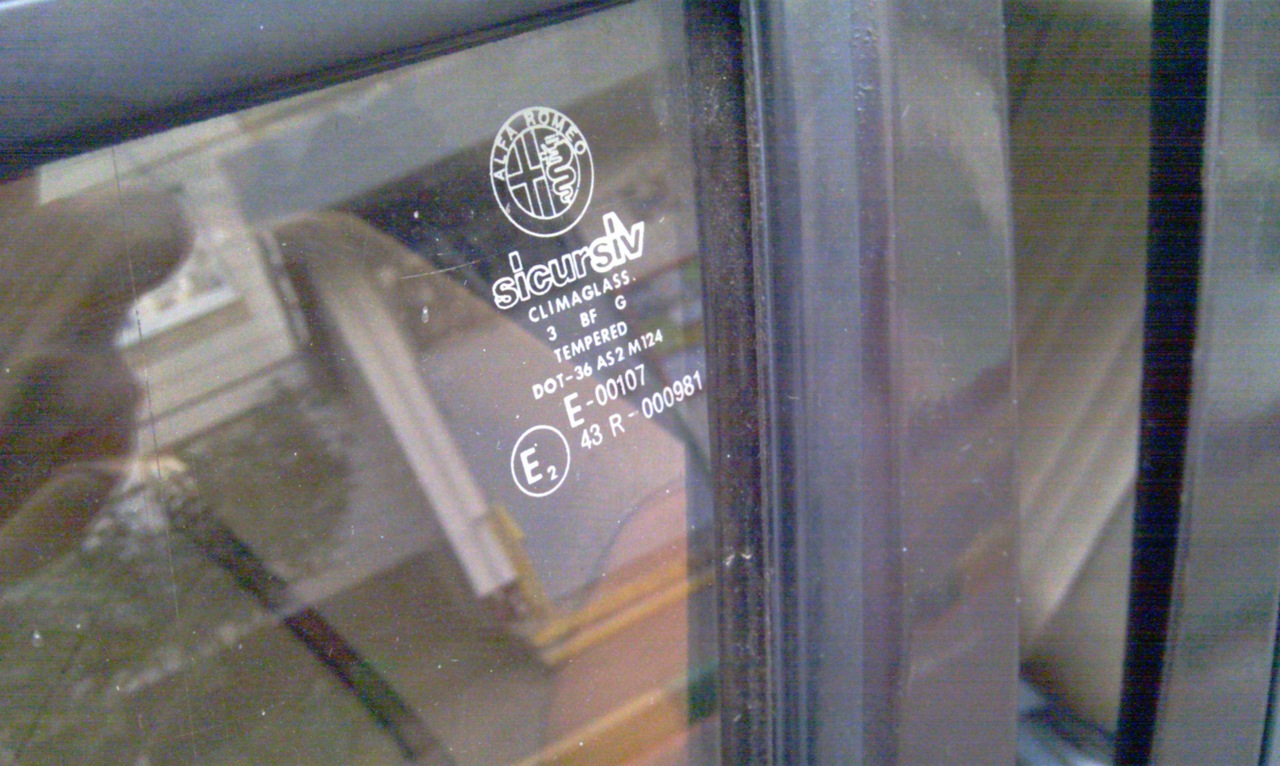 ALFA ROMEO
sicursiv
CLIMAGLASS.
3 BF G
TEMPERED
DOT-36 AS2 M124
E-00107
43 R-000981
E2